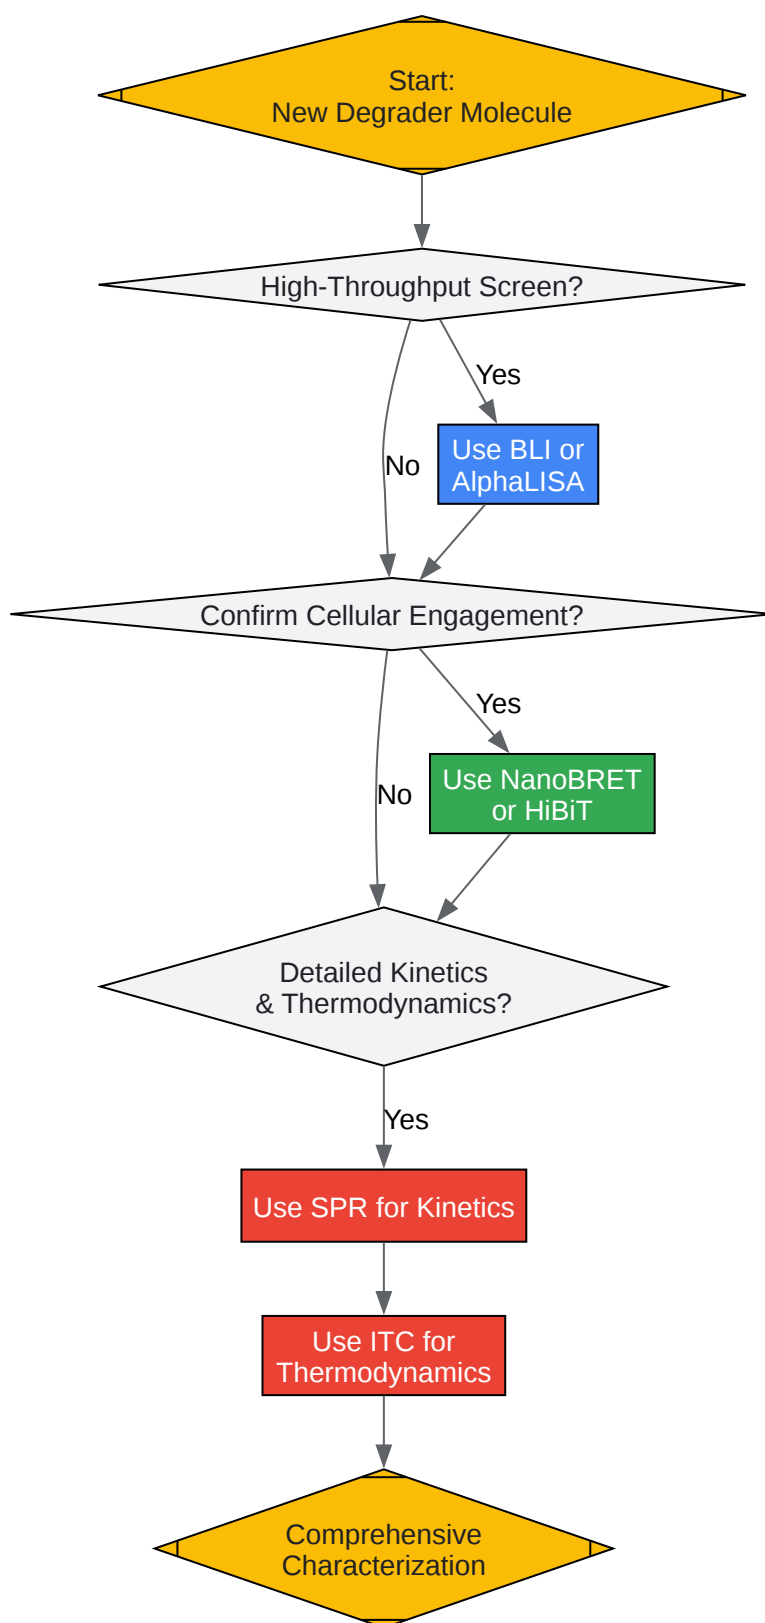 Start:
New Degrader Molecule
High-Throughput Screen?
Yes
No
Use BLI or
AlphaLISA
Confirm Cellular Engagement?
Yes
No
Use NanoBRET
or HiBiT
Detailed Kinetics
& Thermodynamics?
Yes
Use SPR for Kinetics
Use ITC for
Thermodynamics
Comprehensive
Characterization